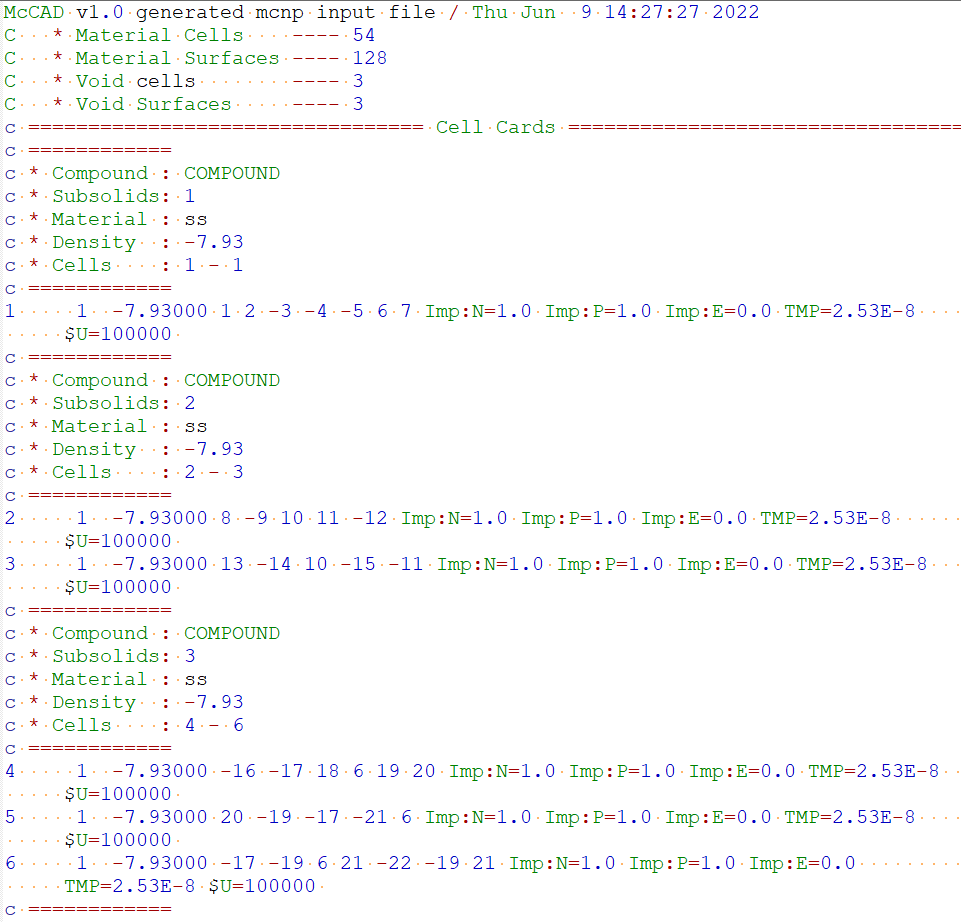 McCAD v1.0 generated mcnp input file / Thu Jun  9 14:27:27 2022
C   * Material Cells    ---- 54
C   * Material Surfaces ---- 128
C   * Void cells        ---- 3
C   * Void Surfaces     ---- 3
c ================================= Cell Cards =================================
c ============
c * Compound : COMPOUND
c * Subsolids: 1
c * Material : ss
c * Density  : -7.93
c * Cells    : 1 - 1
c ============
1     1  -7.93000 1 2 -3 -4 -5 6 7 Imp:N=1.0 Imp:P=1.0 Imp:E=0.0 TMP=2.53E-8
     $U=100000
c ============
c * Compound : COMPOUND
c * Subsolids: 2
c * Material : ss
c * Density  : -7.93
c * Cells    : 2 - 3
c ============
2     1  -7.93000 8 -9 10 11 -12 Imp:N=1.0 Imp:P=1.0 Imp:E=0.0 TMP=2.53E-8
     $U=100000
3     1  -7.93000 13 -14 10 -15 -11 Imp:N=1.0 Imp:P=1.0 Imp:E=0.0 TMP=2.53E-8
     $U=100000
c ============
c * Compound : COMPOUND
c * Subsolids: 3
c * Material : ss
c * Density  : -7.93
c * Cells    : 4 - 6
c ============
4     1  -7.93000 -16 -17 18 6 19 20 Imp:N=1.0 Imp:P=1.0 Imp:E=0.0 TMP=2.53E-8
     $U=100000
5     1  -7.93000 20 -19 -17 -21 6 Imp:N=1.0 Imp:P=1.0 Imp:E=0.0 TMP=2.53E-8
     $U=100000
6     1  -7.93000 -17 -19 6 21 -22 -19 21 Imp:N=1.0 Imp:P=1.0 Imp:E=0.0
     TMP=2.53E-8 $U=100000
c ============